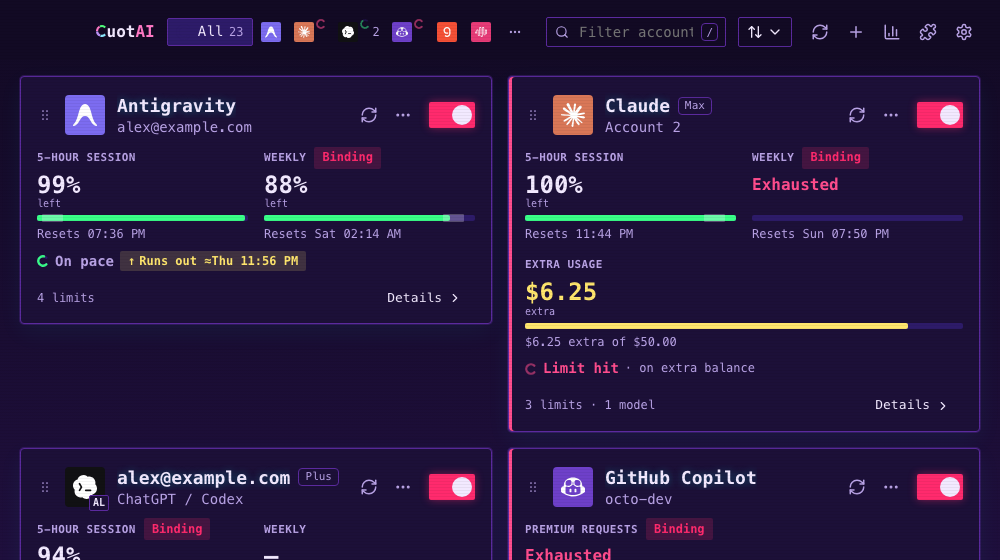 CuotAI All 23 2 9 ··· Filter account / 
Antigravity
alex@example.com
5-HOUR SESSION
99%
left
Resets 07:36 PM
WEEKLY Binding
88%
left
Resets Sat 02:14 AM
On pace ↑ Runs out ≈Thu 11:56 PM
4 limits Details >
Claude Max
Account 2
5-HOUR SESSION
100%
left
Resets 11:44 PM
WEEKLY Binding
Exhausted
Resets Sun 07:50 PM
EXTRA USAGE
$6.25
extra
$6.25 extra of $50.00
Limit hit · on extra balance
3 limits · 1 model Details >
alex@example.com Plus
AL ChatGPT / Codex
5-HOUR SESSION Binding
94%
WEEKLY
—
GitHub Copilot
octo-dev
PREMIUM REQUESTS Binding
Exhausted